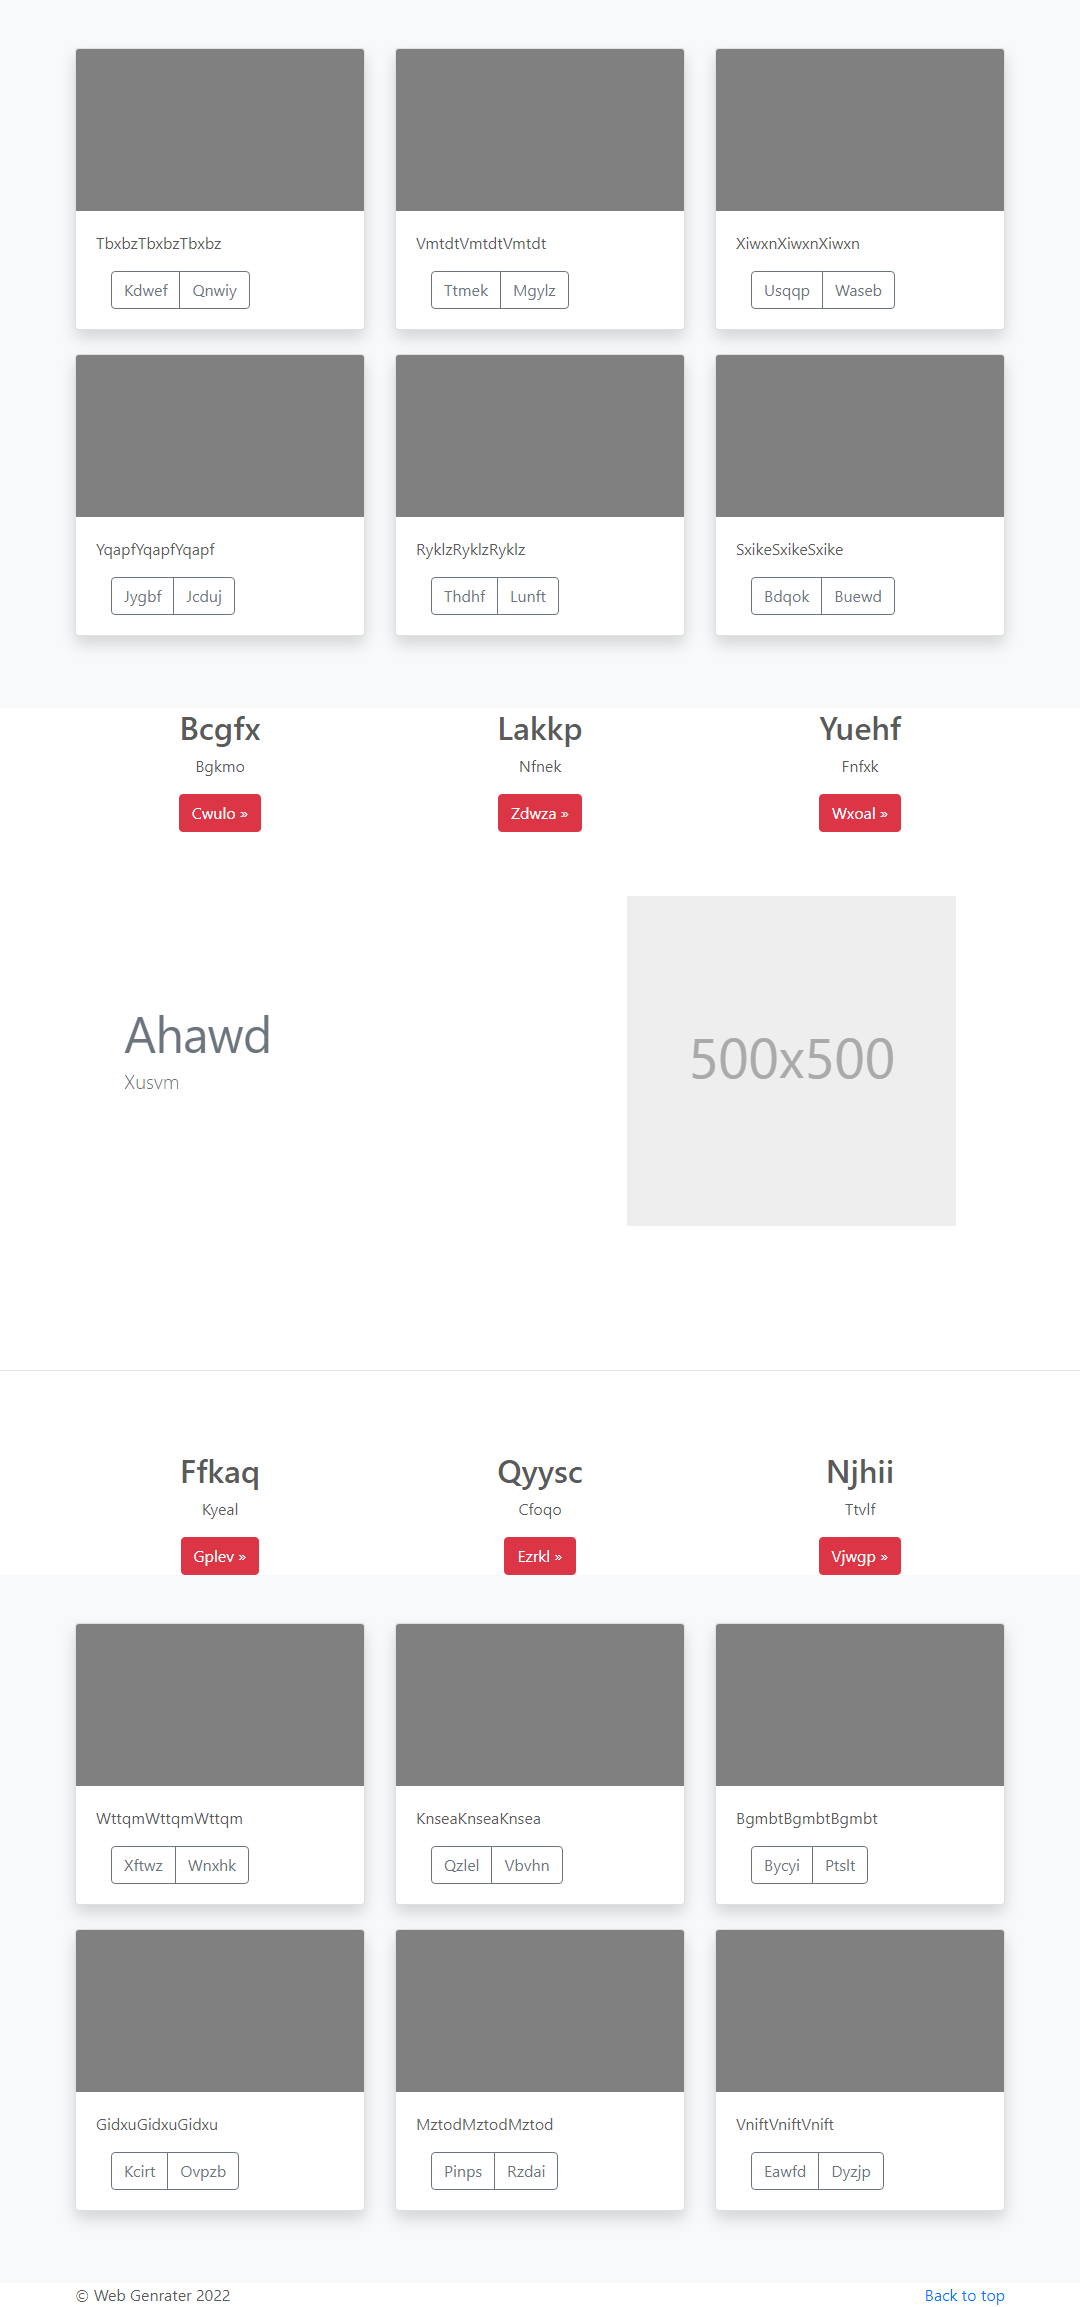 TbxbzTbxbzTbxbz
Kdwef Qnwiy
VmtdtVmtdtVmtdt
Ttmek Mgylz
XiwxnXiwxnXiwxn
Usqqp Waseb
YqapfYqapfYqapf
Jygbf Jcduj
RyklzRyklzRyklz
Thdhf Lunft
SxikeSxikeSxike
Bdqok Buewd
Bcgfx
Bgkmo
Cwulo »
Lakkp
Nfnek
Zdwza »
Yuehf
Fnfxk
Wxoal »
Ahawd
Xusvm
500x500
Ffkaq
Kyeal
Gplev »
Qyysc
Cfoqo
Ezrkl »
Njhii
Ttvlf
Vjwgp »
WttqmWttqmWttqm
Xftwz Wnxhk
KnseaKnseaKnsea
Qzlel Vbvhn
BgmbtBgmbtBgmbt
Bycyi Ptslt
GidxuGidxuGidxu
Kcirt Ovpzb
MztodMztodMztod
Pinps Rzdai
VniftVniftVnift
Eawfd Dyzjp
© Web Genrater 2022
Back to top